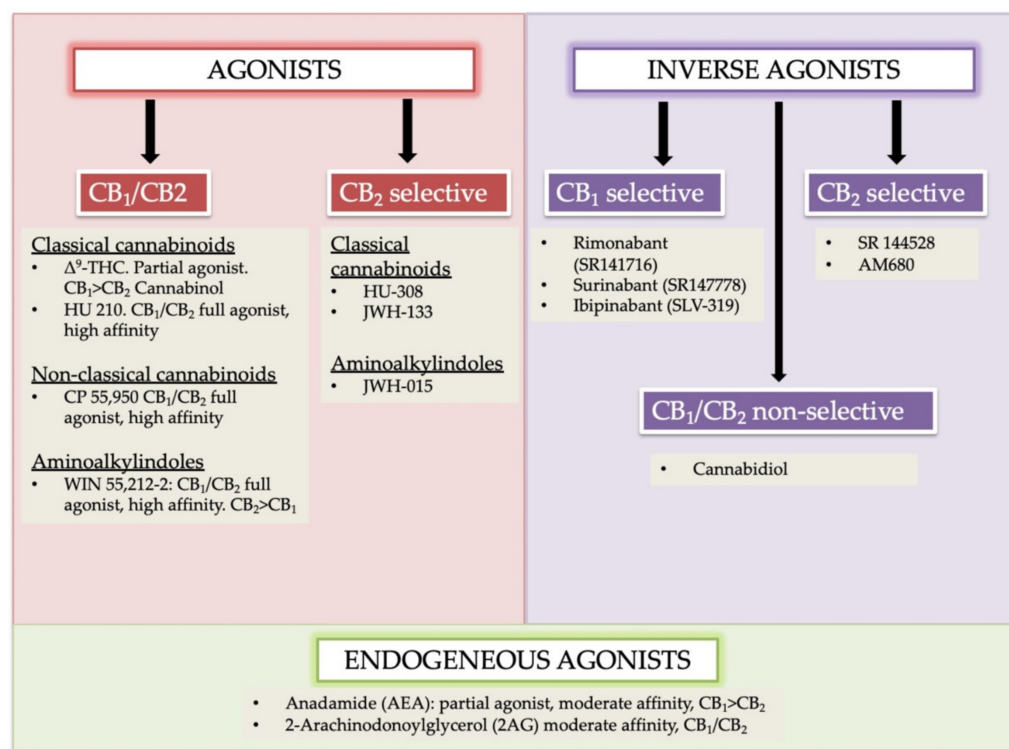 AGONISTS
CB₁/CB2
Classical cannabinoids
• Δ⁹-THC. Partial agonist.
CB₁>CB₂ Cannabinol
• HU 210. CB₁/CB₂ full agonist,
high affinity
Non-classical cannabinoids
• CP 55,950 CB₁/CB₂ full
agonist, high affinity
Aminoalkylindoles
• WIN 55,212-2: CB₁/CB₂ full
agonist, high affinity. CB₂>CB₁
CB₂ selective
Classical
cannabinoids
• HU-308
• JWH-133
Aminoalkylindoles
• JWH-015
INVERSE AGONISTS
CB₁ selective
• Rimonabant
(SR141716)
• Surinabant (SR147778)
• Ibipinabant (SLV-319)
CB₂ selective
• SR 144528
• AM680
CB₁/CB₂ non-selective
• Cannabidiol
ENDOGENEOUS AGONISTS
• Anadamide (AEA): partial agonist, moderate affinity, CB₁>CB₂
• 2-Arachinodonoylglycerol (2AG) moderate affinity, CB₁/CB₂